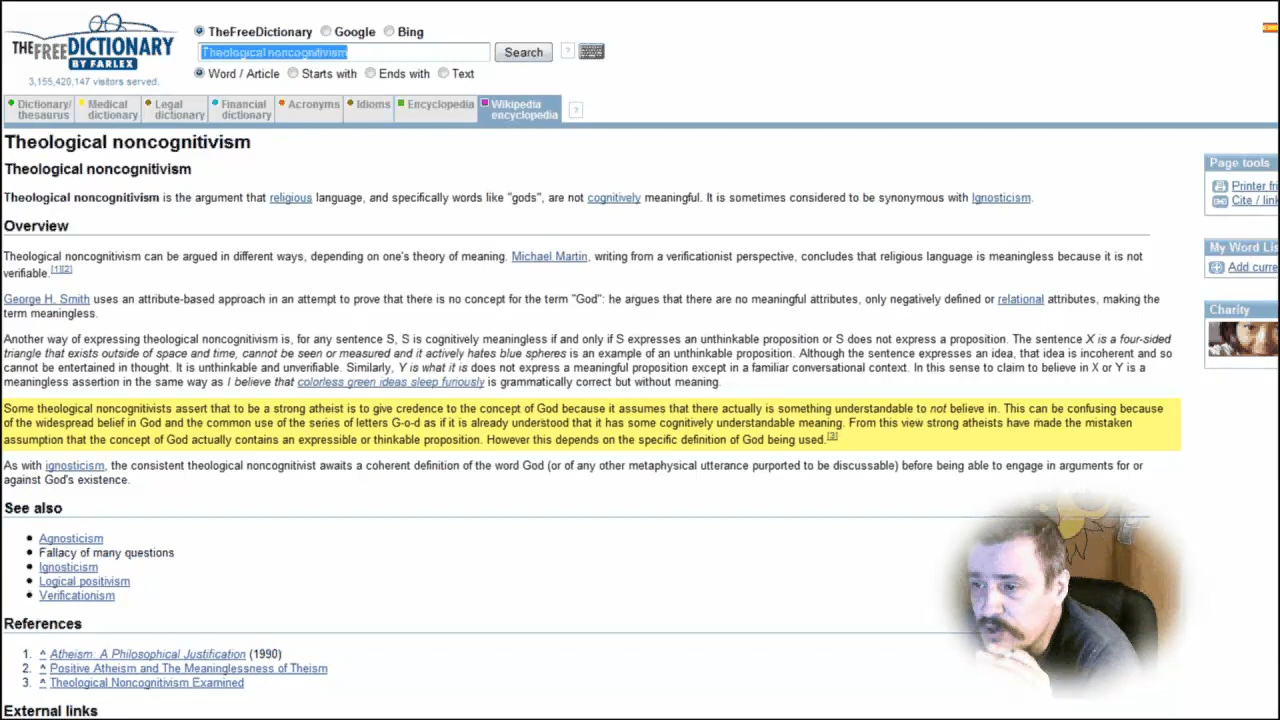 THEFREEDICTIONARY
BY FARLEX
3,155,420,147 visitors served.
TheFreeDictionary Google Bing
Theological noncognitivism Search ?
Word / Article Starts with Ends with Text
Dictionary/thesaurus Medical dictionary Legal dictionary Financial dictionary Acronyms Idioms Encyclopedia Wikipedia encyclopedia ?
Theological noncognitivism
Theological noncognitivism
Theological noncognitivism is the argument that religious language, and specifically words like "gods", are not cognitively meaningful. It is sometimes considered to be synonymous with Ignosticism.
Overview
Theological noncognitivism can be argued in different ways, depending on one's theory of meaning. Michael Martin, writing from a verificationist perspective, concludes that religious language is meaningless because it is not
verifiable.[1][2]
George H. Smith uses an attribute-based approach in an attempt to prove that there is no concept for the term "God": he argues that there are no meaningful attributes, only negatively defined or relational attributes, making the
term meaningless.
Another way of expressing theological noncognitivism is, for any sentence S, S is cognitively meaningless if and only if S expresses an unthinkable proposition or S does not express a proposition. The sentence X is a four-sided
triangle that exists outside of space and time, cannot be seen or measured and it actively hates blue spheres is an example of an unthinkable proposition. Although the sentence expresses an idea, that idea is incoherent and so
cannot be entertained in thought. It is unthinkable and unverifiable. Similarly, Y is what it is does not express a meaningful proposition except in a familiar conversational context. In this sense to claim to believe in X or Y is a
meaningless assertion in the same way as I believe that colorless green ideas sleep furiously is grammatically correct but without meaning.
Some theological noncognitivists assert that to be a strong atheist is to give credence to the concept of God because it assumes that there actually is something understandable to not believe in. This can be confusing because
of the widespread belief in God and the common use of the series of letters G-o-d as if it is already understood that it has some cognitively understandable meaning. From this view strong atheists have made the mistaken
assumption that the concept of God actually contains an expressible or thinkable proposition. However this depends on the specific definition of God being used.[3]
As with ignosticism, the consistent theological noncognitivist awaits a coherent definition of the word God (or of any other metaphysical utterance purported to be discussable) before being able to engage in arguments for or
against God's existence.
See also
Agnosticism
Fallacy of many questions
Ignosticism
Logical positivism
Verificationism
References
1. ^ Atheism: A Philosophical Justification (1990)
2. ^ Positive Atheism and The Meaninglessness of Theism
3. ^ Theological Noncognitivism Examined
External links
Page tools
Printer fri
Cite / link
My Word Lis
Add curre
Charity